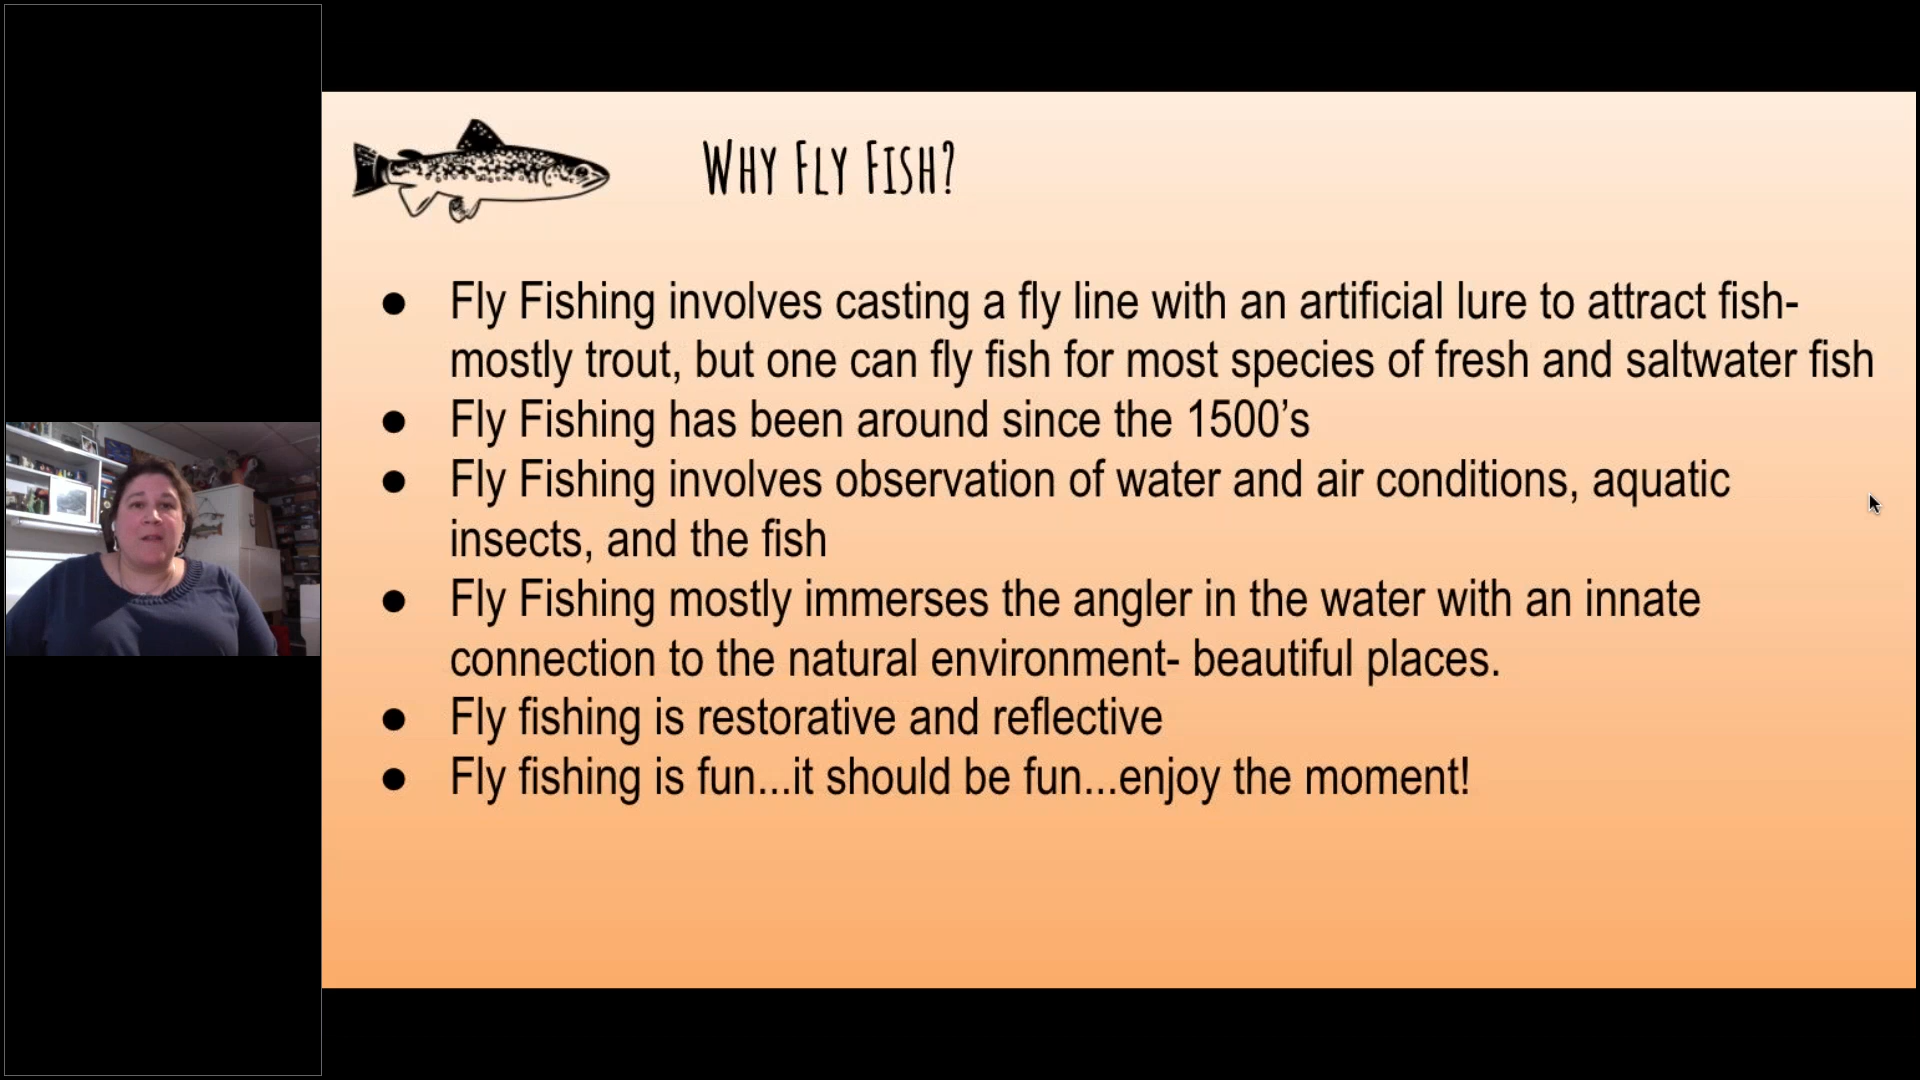 Why Fly Fish?
● Fly Fishing involves casting a fly line with an artificial lure to attract fish-
mostly trout, but one can fly fish for most species of fresh and saltwater fish
● Fly Fishing has been around since the 1500’s
● Fly Fishing involves observation of water and air conditions, aquatic
insects, and the fish
● Fly Fishing mostly immerses the angler in the water with an innate
connection to the natural environment- beautiful places.
● Fly fishing is restorative and reflective
● Fly fishing is fun...it should be fun...enjoy the moment!